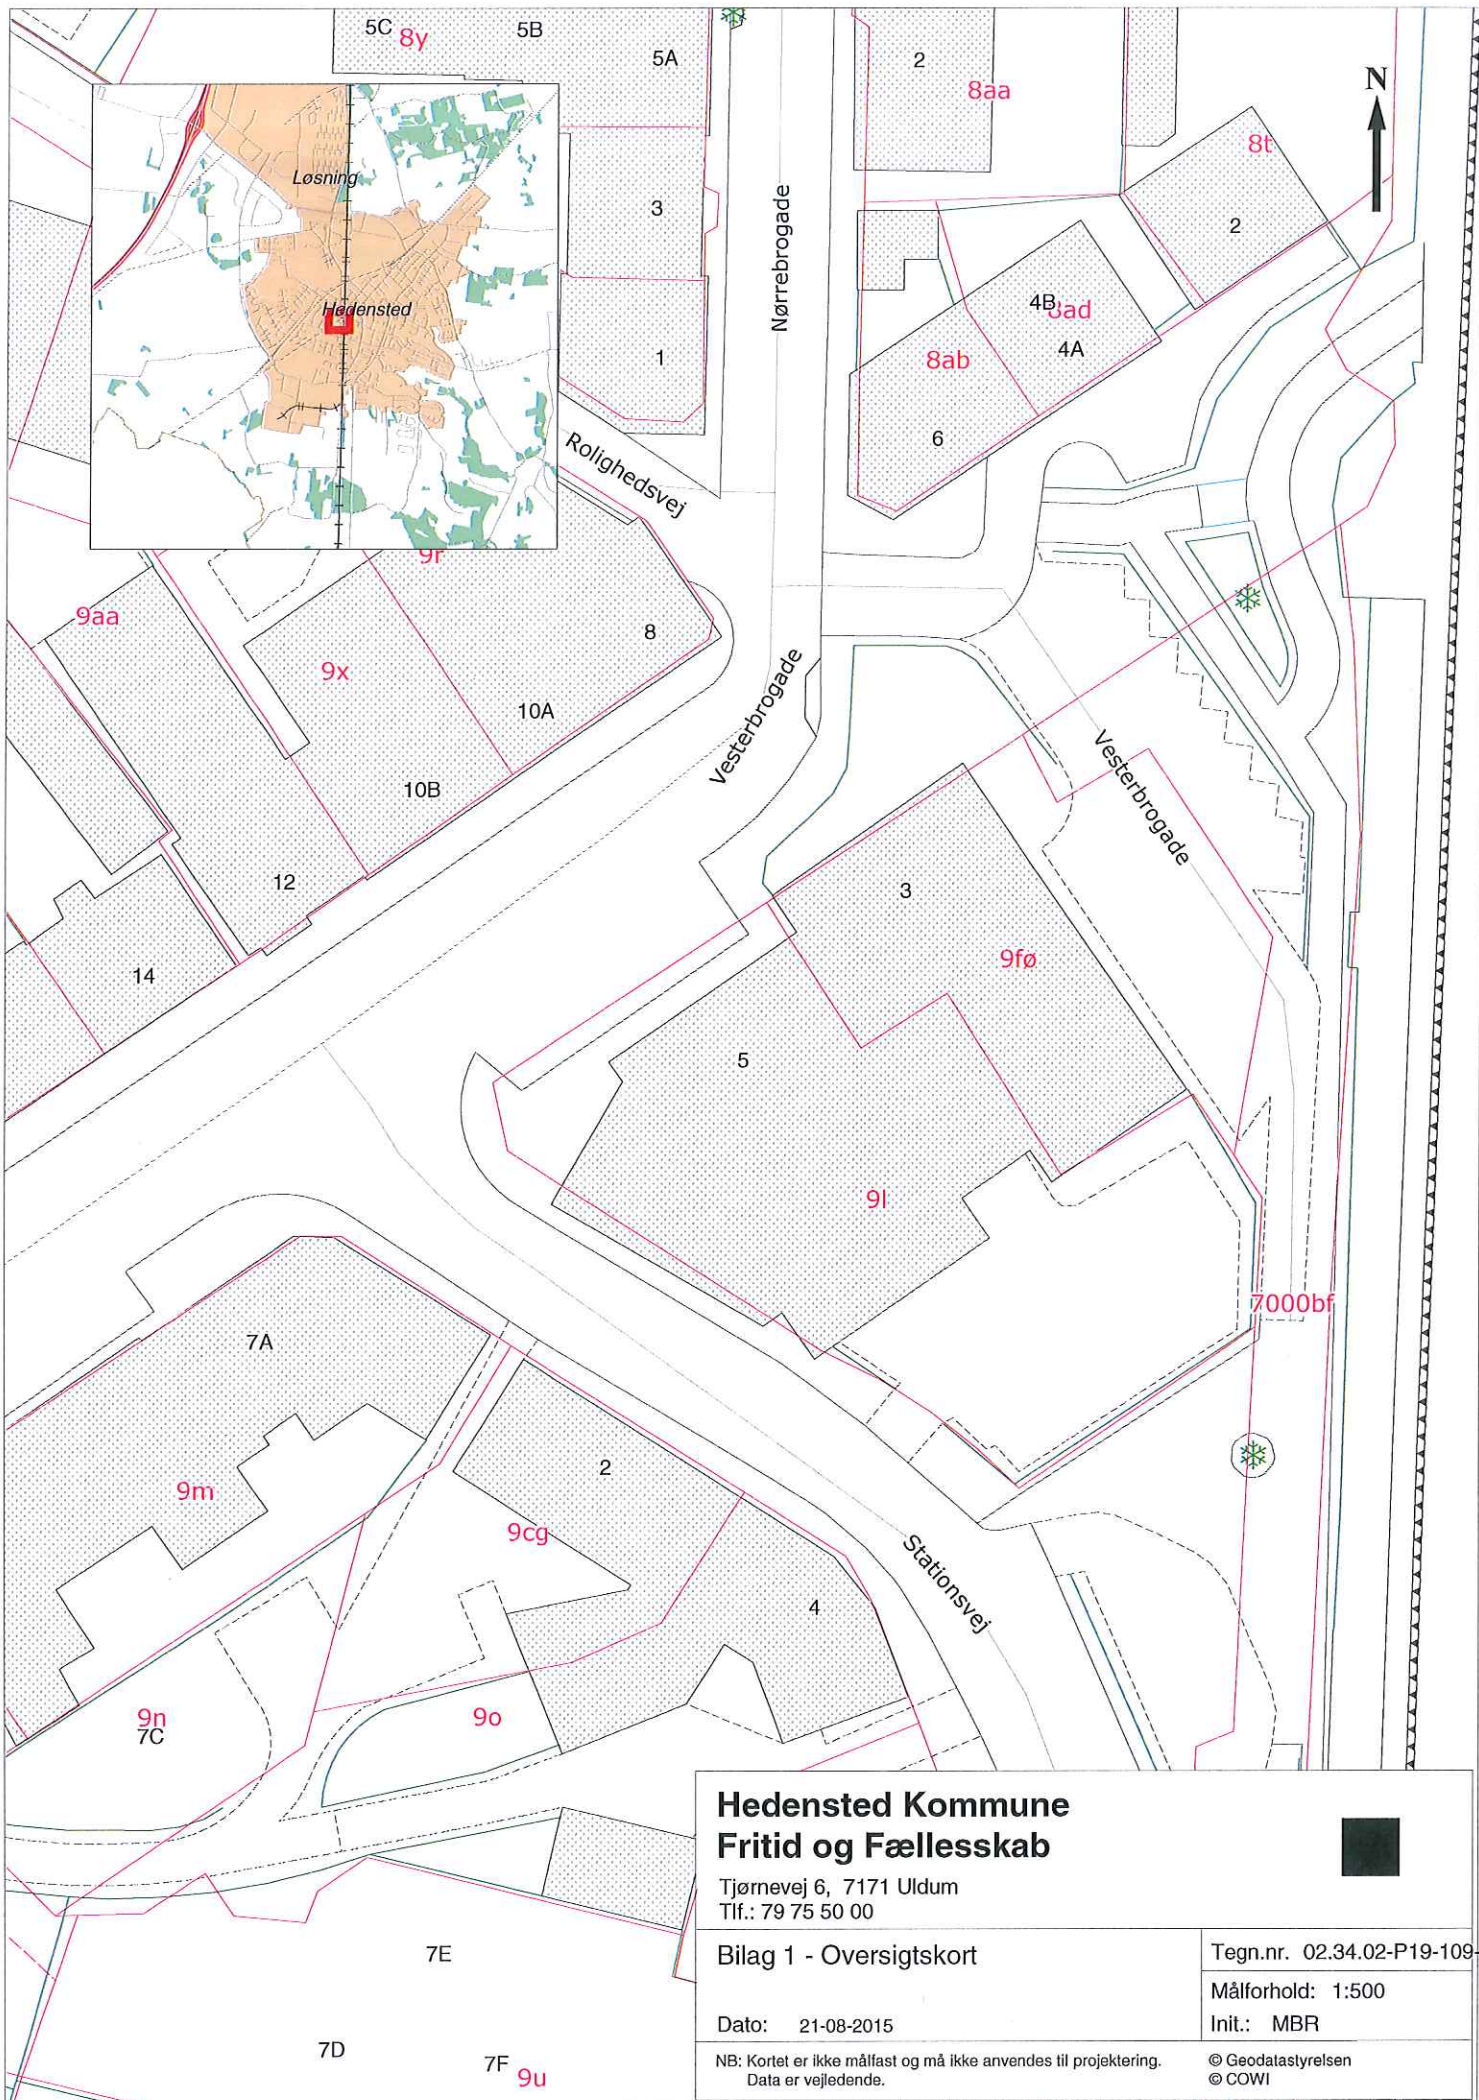 5C
8y
5B
5A
2
8aa
N
8t
Løsning
3
Nørrebrogade
2
Hedensted
4B
8ad
1
8ab
4A
6
Rolighedsvej
9r
9aa
8
9x
10A
Vesterbrogade
10B
Vesterbrogade
12
3
14
9fø
5
9l
7000bf
7A
2
9m
9cg
Stationsvej
4
9n
7C
9o
7E
7D
7F
9u
Hedensted Kommune
Fritid og Fællesskab
Tjørnevej 6, 7171 Uldum
Tlf.: 79 75 50 00
Bilag 1 - Oversigtskort
Tegn.nr. 02.34.02-P19-109-
Målforhold: 1:500
Dato: 21-08-2015
Init.: MBR
NB: Kortet er ikke målfast og må ikke anvendes til projektering.
Data er vejledende.
© Geodatastyrelsen
© COWI